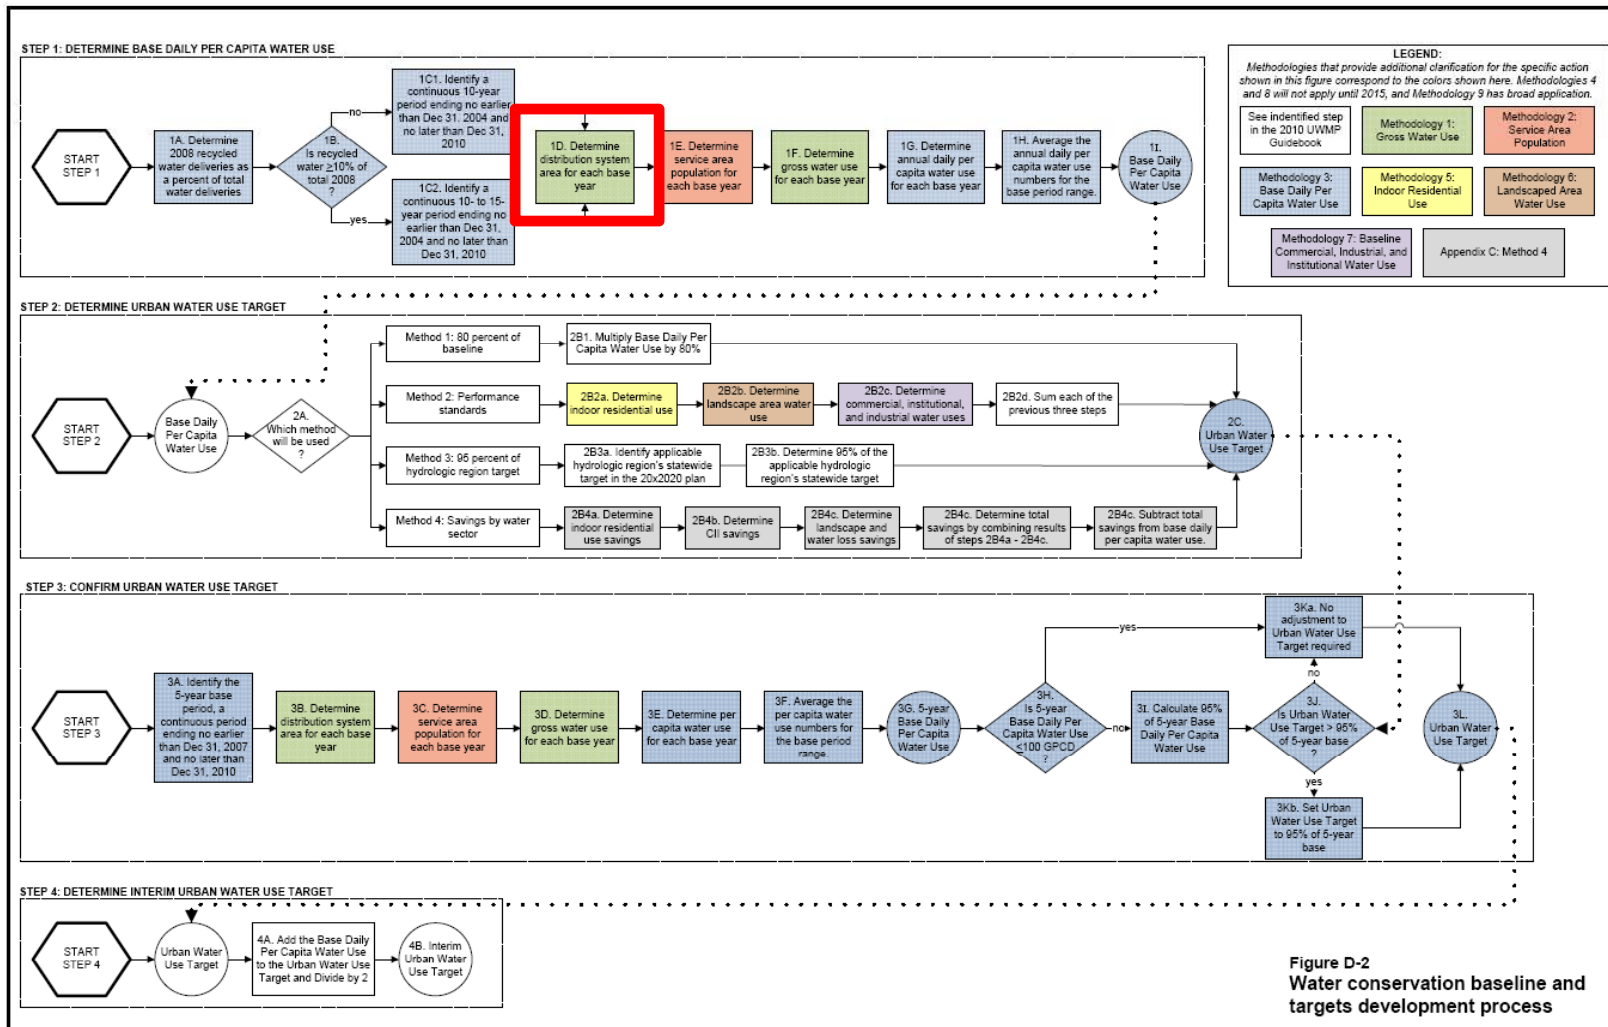 STEP 1: DETERMINE BASE DAILY PER CAPITA WATER USE
START
STEP 1
1A. Determine
2008 recycled
water deliveries as
a percent of total
water deliveries
1B.
Is recycled
water ≥10% of
total 2008
?
no
yes
1C1. Identify a
continuous 10-year
period ending no earlier
than Dec 31. 2004 and
no later than Dec 31,
2010
1C2. Identify a
continuous 10- to 15-
year period ending no
earlier than Dec 31,
2004 and no later than
Dec 31, 2010
1D. Determine
distribution system
area for each base
year
1E. Determine
service area
population for
each base year
1F. Determine
gross water use
for each base year
1G. Determine
annual daily per
capita water use
for each base year
1H. Average the
annual daily per
capita water use
numbers for the
base period range.
1I.
Base Daily
Per Capita
Water Use
LEGEND:
Methodologies that provide additional clarification for the specific action
shown in this figure correspond to the colors shown here. Methodologies 4
and 8 will not apply until 2015, and Methodology 9 has broad application.
See indentified step
in the 2010 UWMP
Guidebook
Methodology 1:
Gross Water Use
Methodology 2:
Service Area
Population
Methodology 3:
Base Daily Per
Capita Water Use
Methodology 5:
Indoor Residential
Use
Methodology 6:
Landscaped Area
Water Use
Methodology 7: Baseline
Commercial, Industrial, and
Institutional Water Use
Appendix C: Method 4
STEP 2: DETERMINE URBAN WATER USE TARGET
START
STEP 2
Base Daily
Per Capita
Water Use
2A.
Which method
will be used
?
Method 1: 80 percent of
baseline
2B1. Multiply Base Daily Per
Capita Water Use by 80%
Method 2: Performance
standards
2B2a. Determine
indoor residential use
2B2b. Determine
landscape area water
use
2B2c. Determine
commercial, institutional,
and industrial water uses
2B2d. Sum each of the
previous three steps
Method 3: 95 percent of
hydrologic region target
2B3a. Identify applicable
hydrologic region's statewide
target in the 20x2020 plan
2B3b. Determine 95% of the
applicable hydrologic
region's statewide target
Method 4: Savings by water
sector
2B4a. Determine
indoor residential
use savings
2B4b. Determine
CII savings
2B4c. Determine
landscape and
water loss savings
2B4c. Determine total
savings by combining results
of steps 2B4a - 2B4c.
2B4c. Subtract total
savings from base daily
per capita water use.
2C.
Urban Water
Use Target
STEP 3: CONFIRM URBAN WATER USE TARGET
START
STEP 3
3A. Identify the
5-year base
period, a
continuous period
ending no earlier
than Dec 31, 2007
and no later than
Dec 31, 2010
3B. Determine
distribution system
area for each base
year
3C. Determine
service area
population for
each base year
3D. Determine
gross water use
for each base year
3E. Determine per
capita water use
for each base year
3F. Average the
per capita water
use numbers for
the base period
range.
3G. 5-year
Base Daily
Per Capita
Water Use
3H.
Is 5-year
Base Daily Per
Capita Water Use
≤100 GPCD
?
yes
no
3I. Calculate 95%
of 5-year Base
Daily Per Capita
Water Use
3J.
Is Urban Water
Use Target > 95%
of 5-year base
?
no
yes
3Ka. No
adjustment to
Urban Water Use
Target required
3Kb. Set Urban
Water Use Target
to 95% of 5-year
base
3L.
Urban Water
Use Target
STEP 4: DETERMINE INTERIM URBAN WATER USE TARGET
START
STEP 4
Urban Water
Use Target
4A. Add the Base Daily
Per Capita Water Use
to the Urban Water Use
Target and Divide by 2
4B. Interim
Urban Water
Use Target
Figure D-2
Water conservation baseline and
targets development process